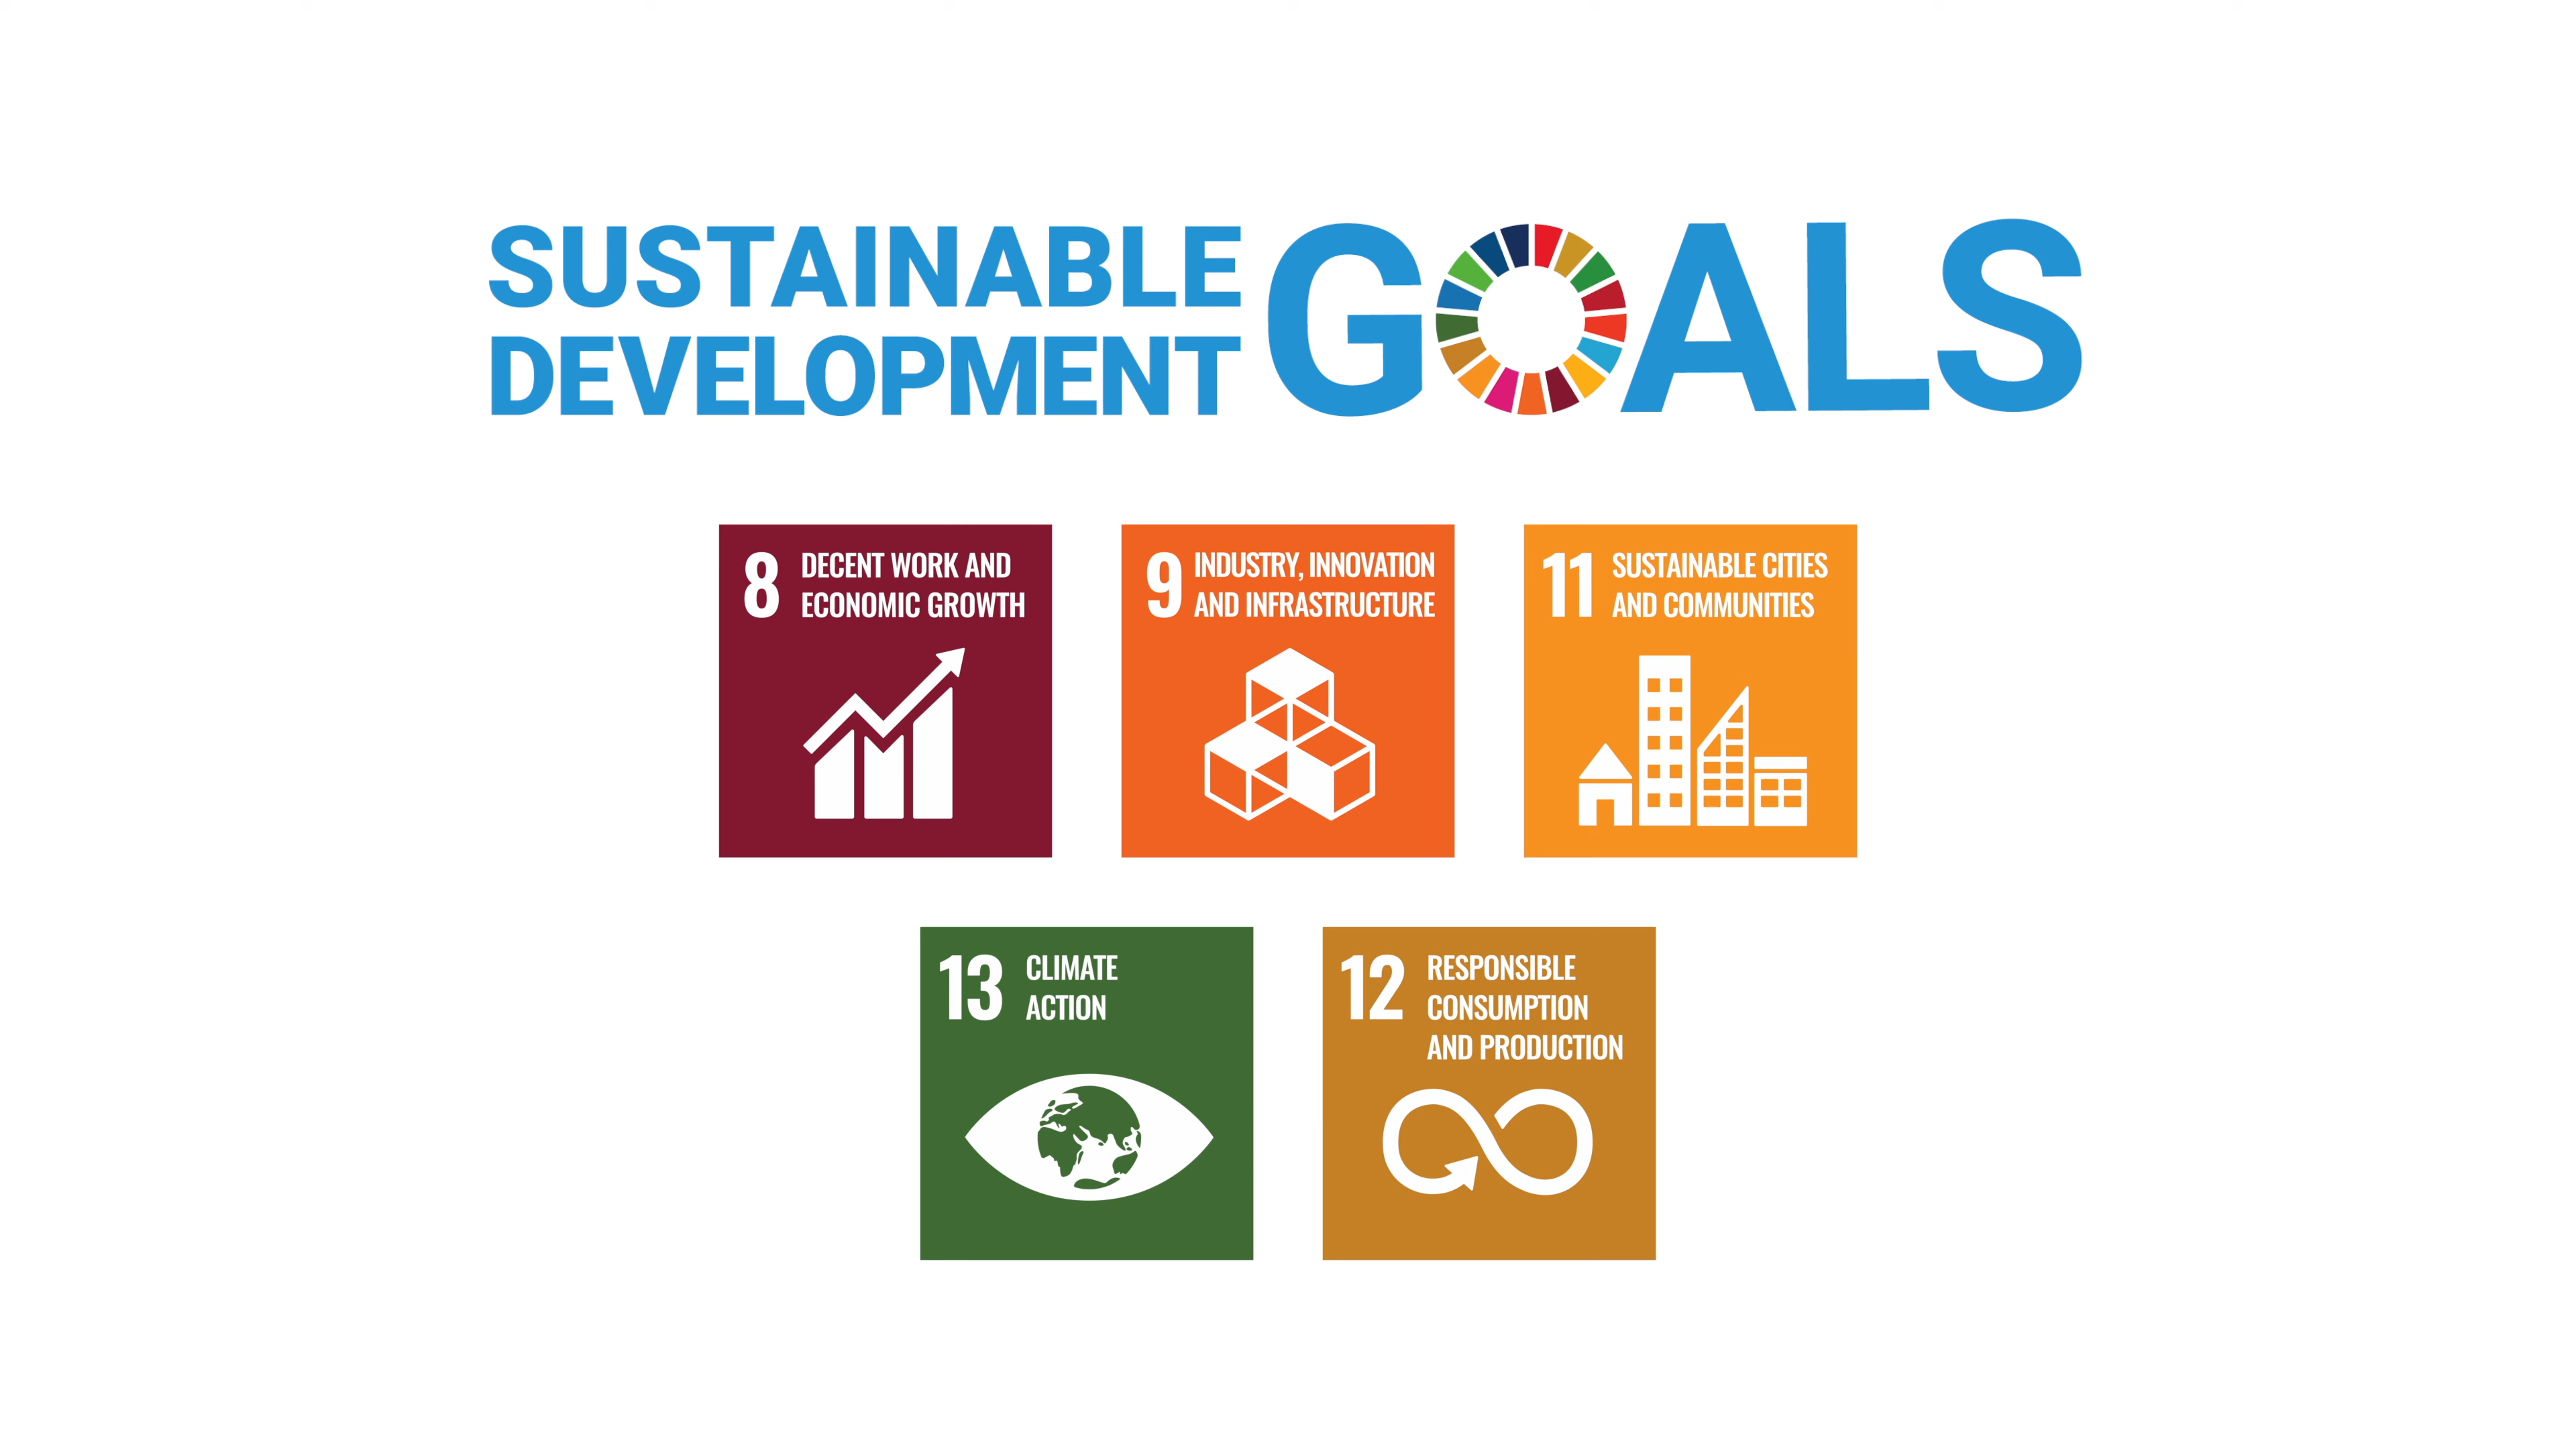 SUSTAINABLE
DEVELOPMENT
GOALS
8
DECENT WORK AND
ECONOMIC GROWTH
9
INDUSTRY, INNOVATION
AND INFRASTRUCTURE
11
SUSTAINABLE CITIES
AND COMMUNITIES
13
CLIMATE
ACTION
12
RESPONSIBLE
CONSUMPTION
AND PRODUCTION